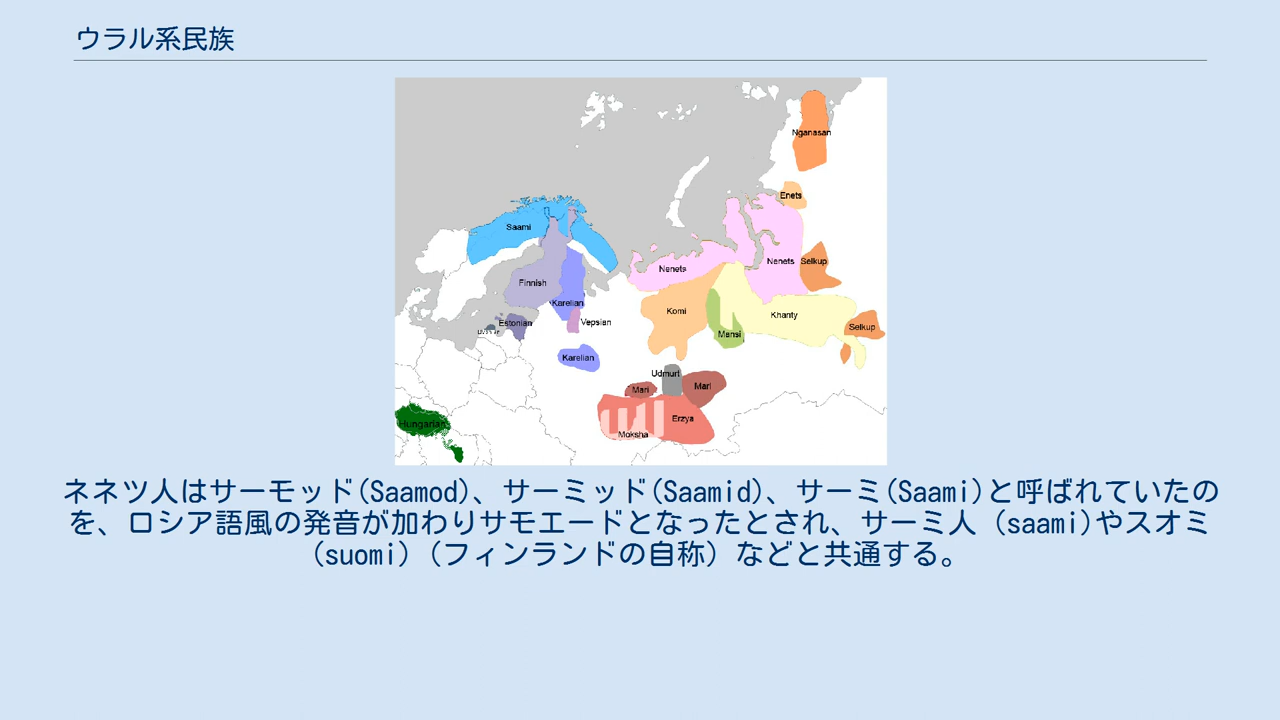 ウラル系民族
Nganasan
Enets
Saami
Nenets
Nenets
Selkup
Finnish
Karelian
Estonian
Vepsian
Komi
Khanty
Mansi
Selkup
Karelian
Udmurt
Mari
Mari
Erzya
Moksha
Hungarian
ネネツ人はサーモッド(Saamod)、サーミッド(Saamid)、サーミ(Saami)と呼ばれていたの
を、ロシア語風の発音が加わりサモエードとなったとされ、サーミ人 (saami)やスオミ
(suomi)（フィンランドの自称）などと共通する。